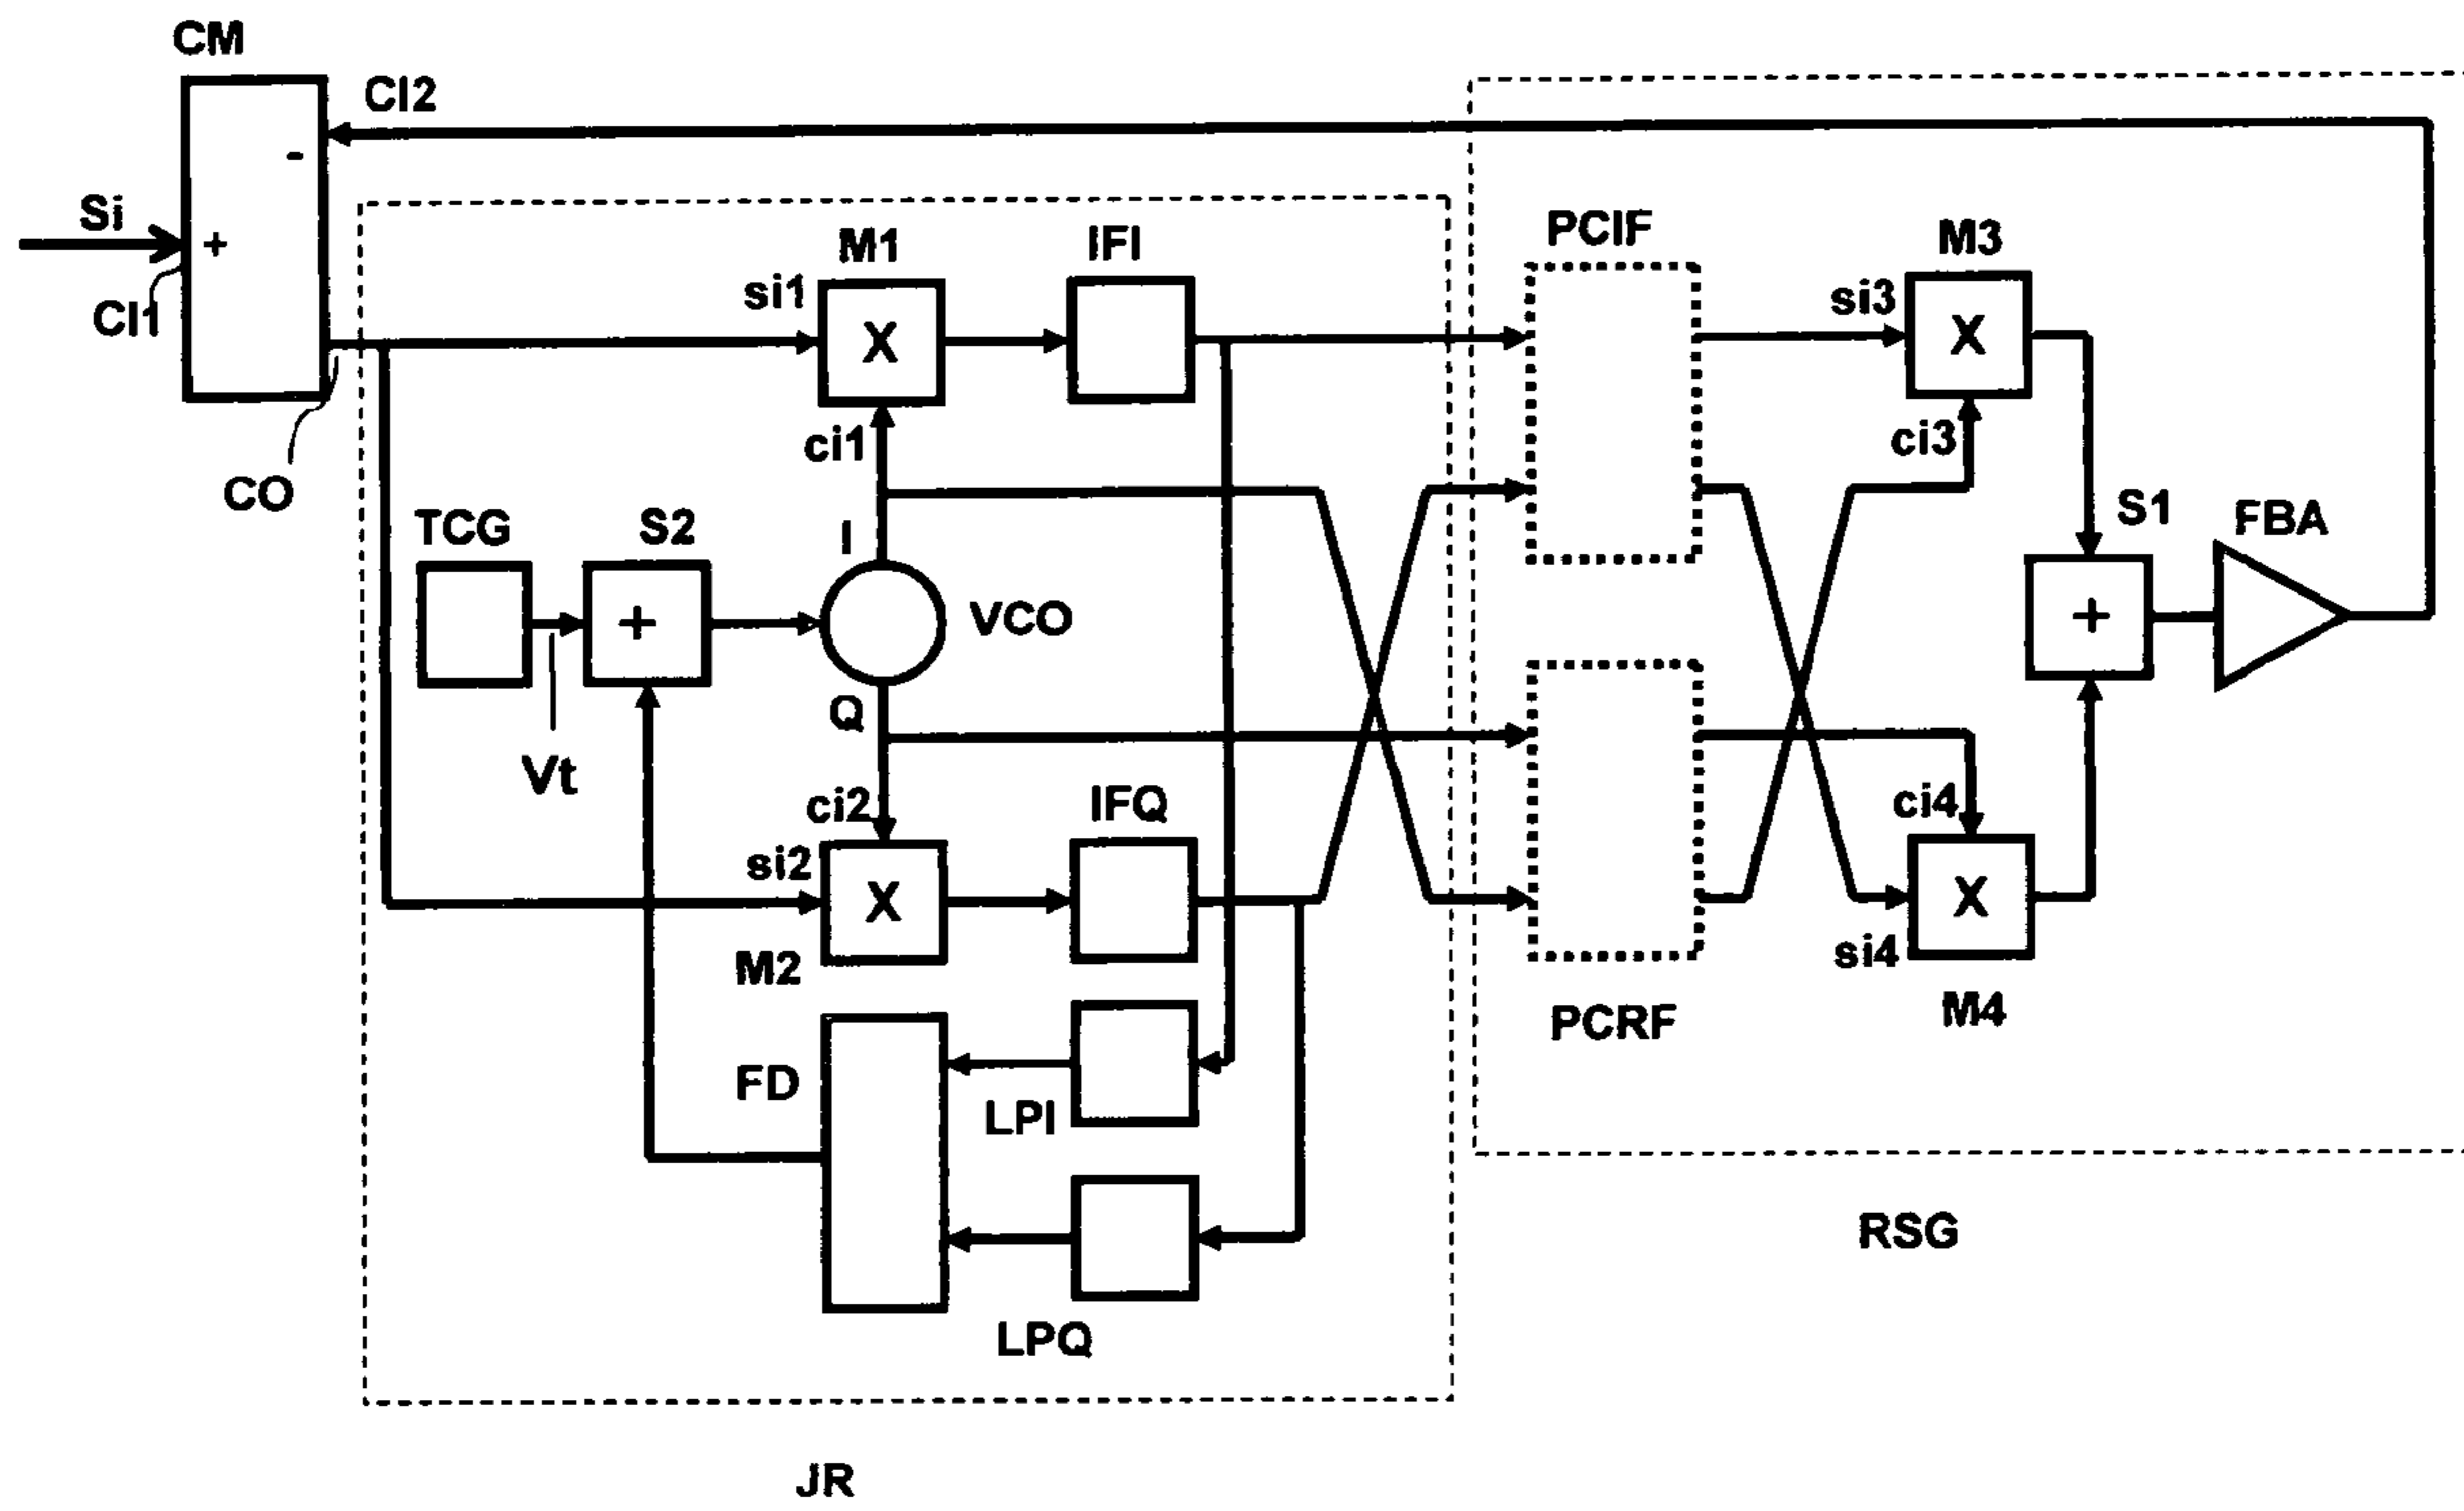 CM
CI2
-
Si
+
CI1
CO
M1
IFI
si1
X
ci1
PCIF
M3
si3
X
ci3
TCG
S2
I
+
VCO
Vt
Q
ci2
IFQ
si2
X
M2
S1
FBA
+
ci4
X
si4
M4
PCRF
FD
LPI
LPQ
RSG
JR